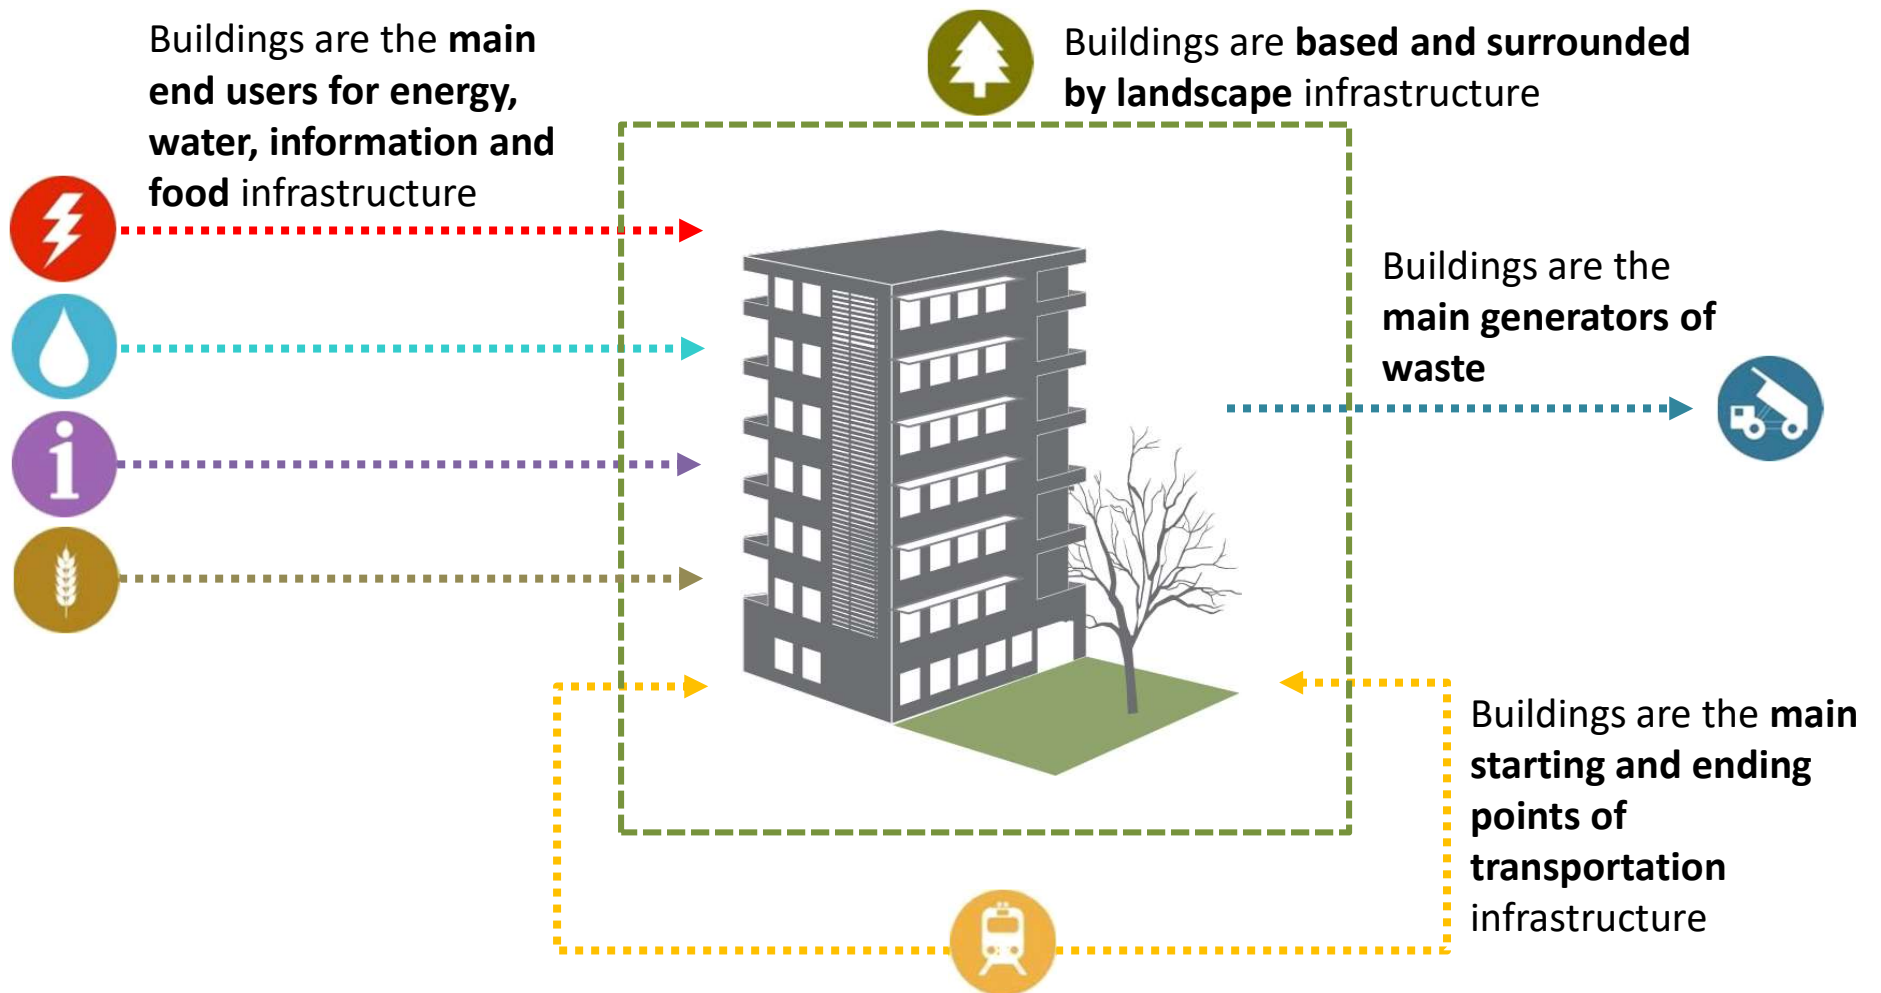 Buildings are the main
end users for energy,
water, information and
food infrastructure
Buildings are based and surrounded
by landscape infrastructure
i
Buildings are the
main generators of
waste
Buildings are the main
starting and ending
points of
transportation
infrastructure